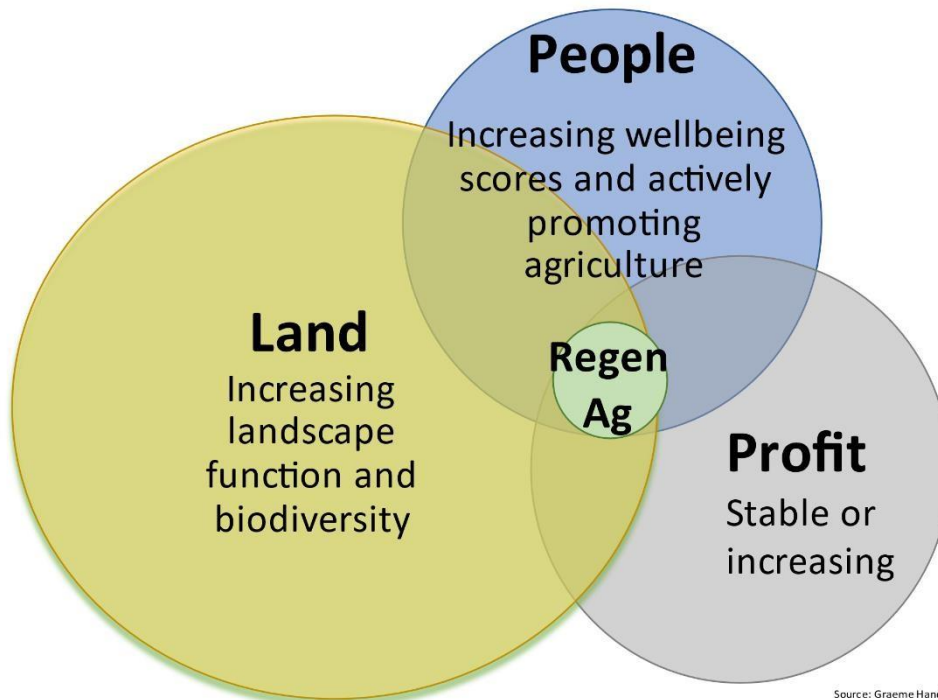 People
Increasing wellbeing
scores and actively
promoting
agriculture
Land
Increasing
landscape
function and
biodiversity
Regen
Ag
Profit
Stable or
increasing
Source: Graeme